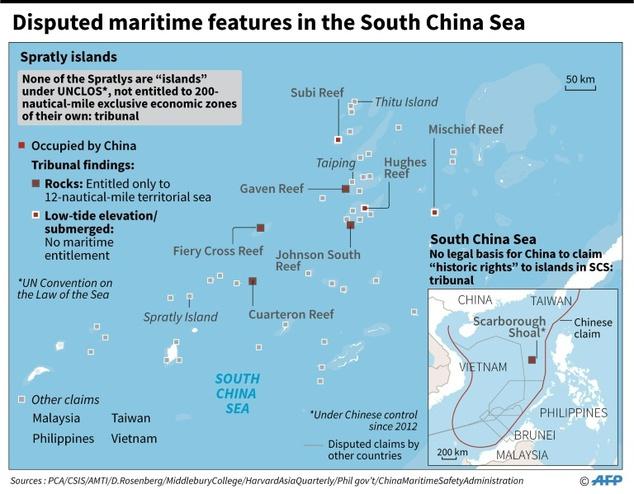 Disputed maritime features in the South China Sea
Spratly islands
None of the Spratlys are “islands”
under UNCLOS*, not entitled to 200-
nautical-mile exclusive economic zones
of their own: tribunal
Occupied by China
Tribunal findings:
Rocks: Entitled only to
12-nautical-mile territorial sea
Low-tide elevation/
submerged:
No maritime
entitlement
*UN Convention on
the Law of the Sea
50 km
Subi Reef
Thitu Island
Mischief Reef
Taiping
Hughes
Reef
Gaven Reef
Fiery Cross Reef
Johnson South
Reef
Spratly Island
Cuarteron Reef
SOUTH
CHINA
SEA
Other claims
Malaysia Taiwan
Philippines Vietnam
*Under Chinese control
since 2012
Disputed claims by
other countries
South China Sea
No legal basis for China to claim
“historic rights” to islands in SCS:
tribunal
CHINA
TAIWAN
Scarborough
Shoal*
Chinese
claim
VIETNAM
PHILIPPINES
BRUNEI
MALAYSIA
200 km
Sources : PCA/CSIS/AMTI/D.Rosenberg/MiddleburyCollege/HarvardAsiaQuarterly/Phil gov't/ChinaMaritimeSafetyAdministration
© AFP